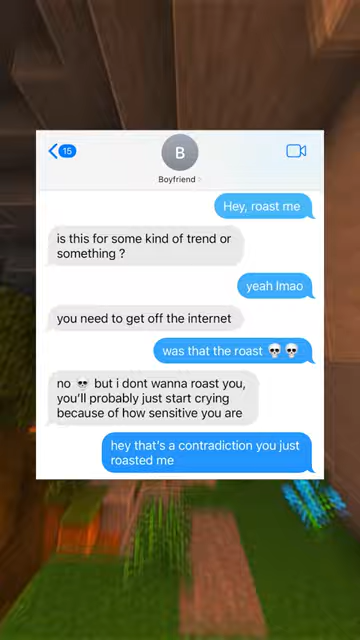 15
B
Boyfriend
Hey, roast me
is this for some kind of trend or
something ?
yeah lmao
you need to get off the internet
was that the roast 💀💀
no 💀 but i dont wanna roast you,
you'll probably just start crying
because of how sensitive you are
hey that's a contradiction you just
roasted me